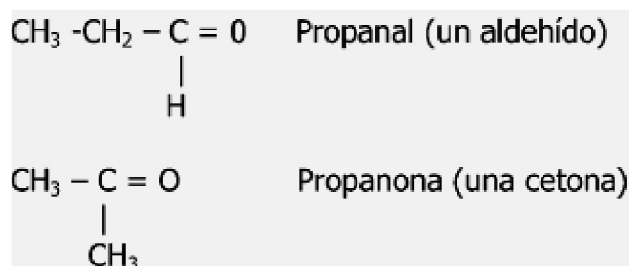 CH₃ -CH₂ – C = 0 Propanal (un aldehído)
|
H
CH₃ – C = O Propanona (una cetona)
|
CH₃